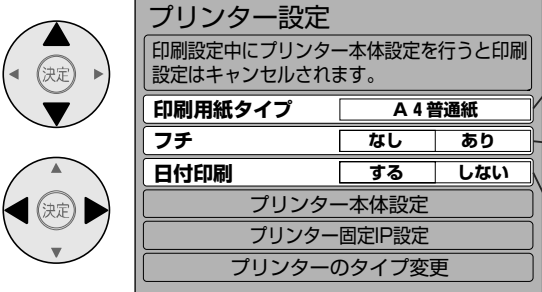 プリンター設定
印刷設定中にプリンター本体設定を行うと印刷
設定はキャンセルされます。
決定
印刷用紙タイプ A4普通紙
フチ なし あり
日付印刷 する しない
決定
プリンター本体設定
プリンター固定IP設定
プリンターのタイプ変更